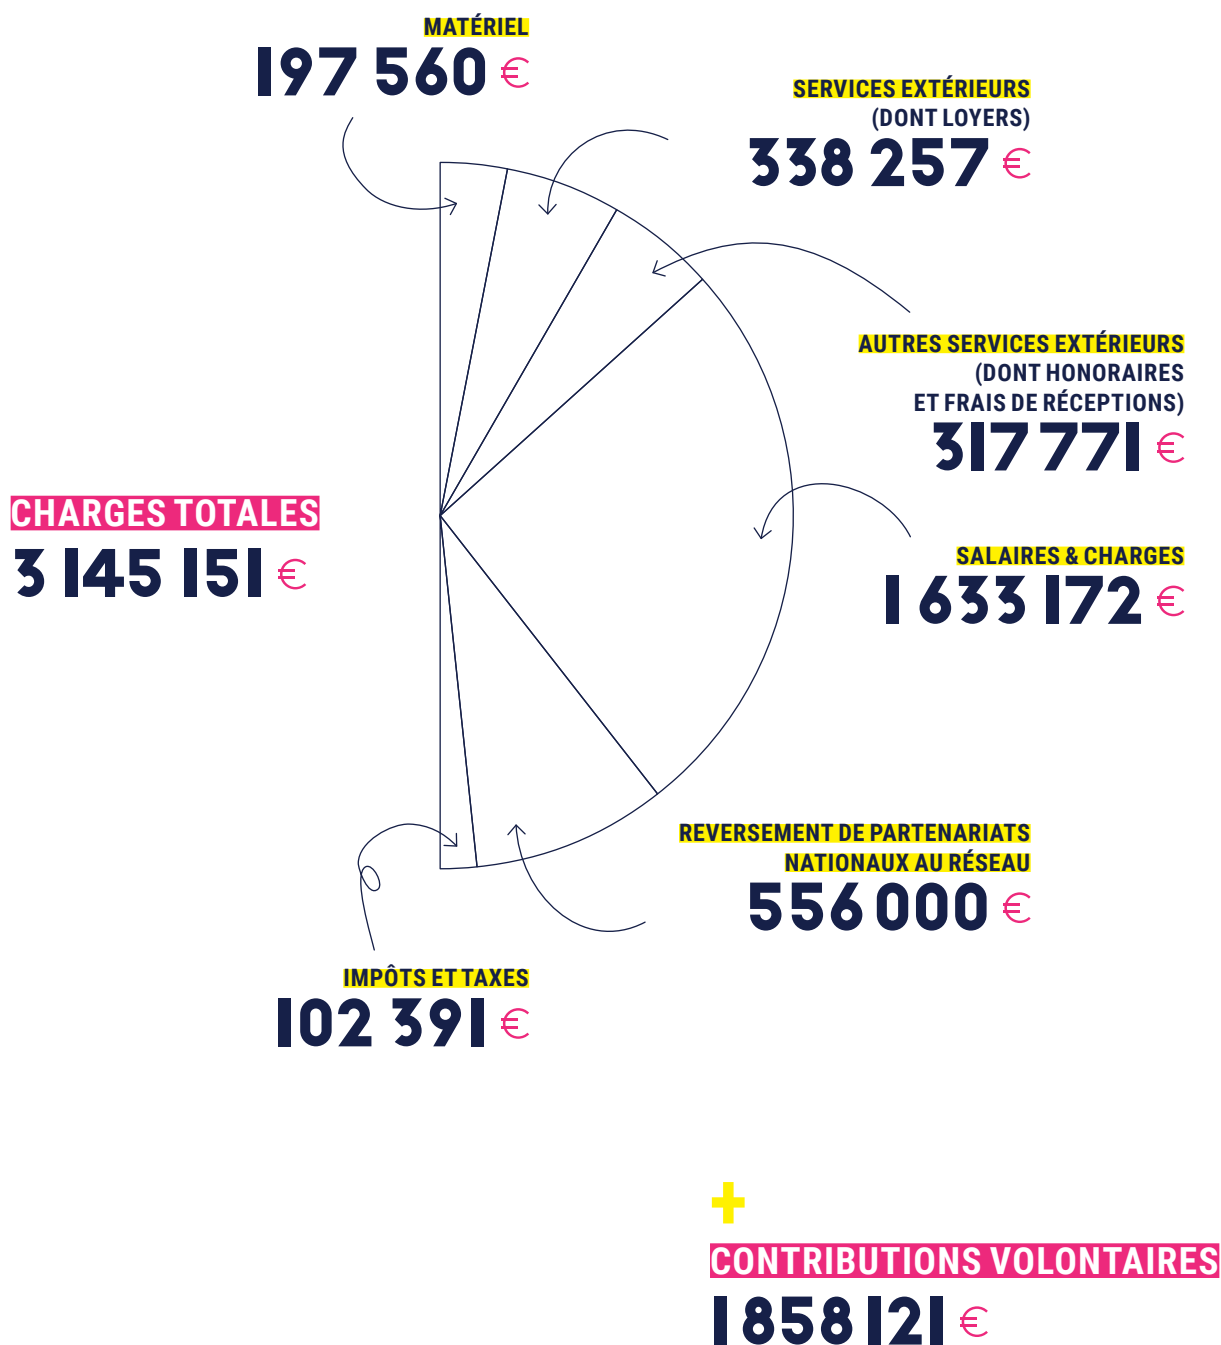 MATÉRIEL
197 560 €
SERVICES EXTÉRIEURS
(DONT LOYERS)
338 257 €
AUTRES SERVICES EXTÉRIEURS
(DONT HONORAIRES
ET FRAIS DE RÉCEPTIONS)
317 771 €
CHARGES TOTALES
3 145 151 €
SALAIRES & CHARGES
1 633 172 €
REVERSEMENT DE PARTENARIATS
NATIONAUX AU RÉSEAU
556 000 €
IMPÔTS ET TAXES
102 391 €
+
CONTRIBUTIONS VOLONTAIRES
1 858 121 €